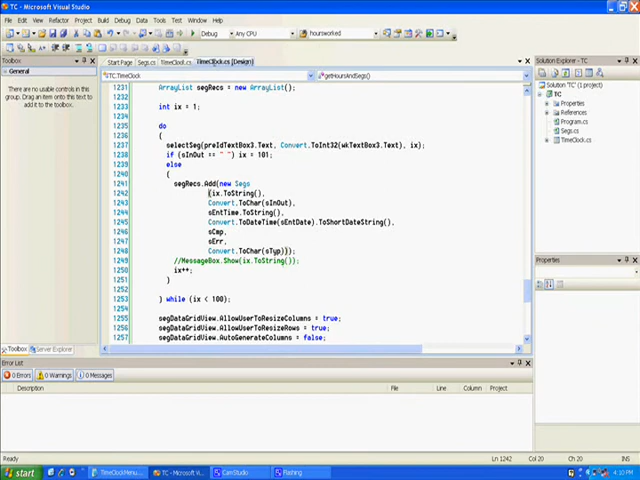 TC - Microsoft Visual Studio
File Edit View Refactor Project Build Debug Data Tools Test Window Help
Debug Any CPU hoursworked
Toolbox
General
There are no usable controls in this group. Drag an item onto this text to add it to the toolbox.
Start Page Segs.cs TimeClock.cs TimeClock.cs [Design]
TC.TimeClock getHoursAndSegs()
1231 ArrayList segRecs = new ArrayList();
1232
1233 int ix = 1;
1234
1235 do
1236 {
1237 selectSeg(preIdTextBox3.Text, Convert.ToInt32(wkTextBox3.Text), ix);
1238 if (sInOut == " ") ix = 101;
1239 else
1240 {
1241 segRecs.Add(new Segs
1242 (ix.ToString(),
1243 Convert.ToChar(sInOut),
1244 sEntTime.ToString(),
1245 Convert.ToDateTime(sEntDate).ToShortDateString(),
1246 sCmp,
1247 sErr,
1248 Convert.ToChar(sTyp)));
1249 //MessageBox.Show(ix.ToString());
1250 ix++;
1251 }
1252
1253 } while (ix < 100);
1254
1255 segDataGridView.AllowUserToResizeColumns = true;
1256 segDataGridView.AllowUserToResizeRows = true;
1257 segDataGridView.AutoGenerateColumns = false;
Solution Explorer - TC
Solution 'TC' (1 project)
TC
Properties
References
Program.cs
Segs.cs
TimeClock.cs
Properties
Toolbox Server Explorer
Error List
0 Errors 0 Warnings 0 Messages
Description File Line Column Project
Ready Ln 1242 Col 20 Ch 20 INS
start TimeClockMenu... TC - Microsoft Vi... CamStudio Flashing 4:10 PM